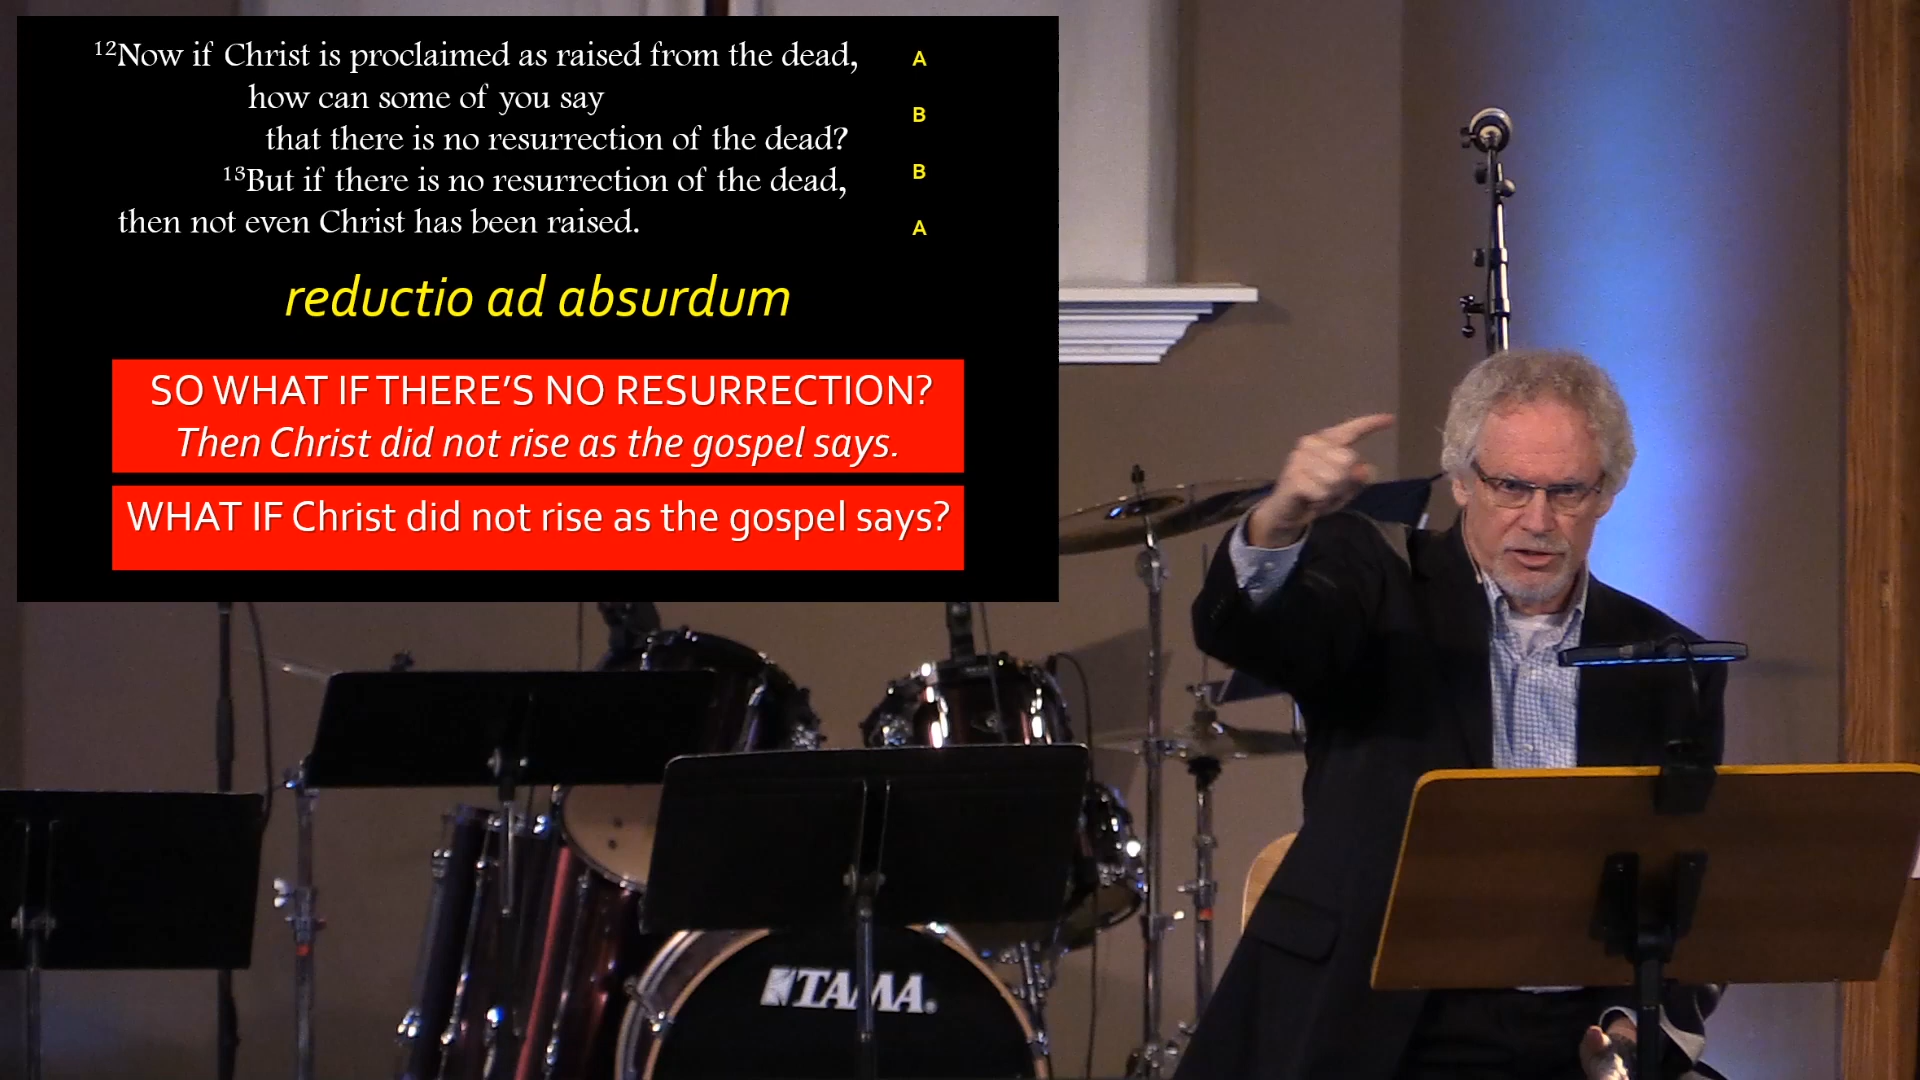 ¹²Now if Christ is proclaimed as raised from the dead, A
how can some of you say
B
that there is no resurrection of the dead?
¹³But if there is no resurrection of the dead, B
then not even Christ has been raised. A
reductio ad absurdum
SO WHAT IF THERE’S NO RESURRECTION?
Then Christ did not rise as the gospel says.
WHAT IF Christ did not rise as the gospel says?
TAMA®